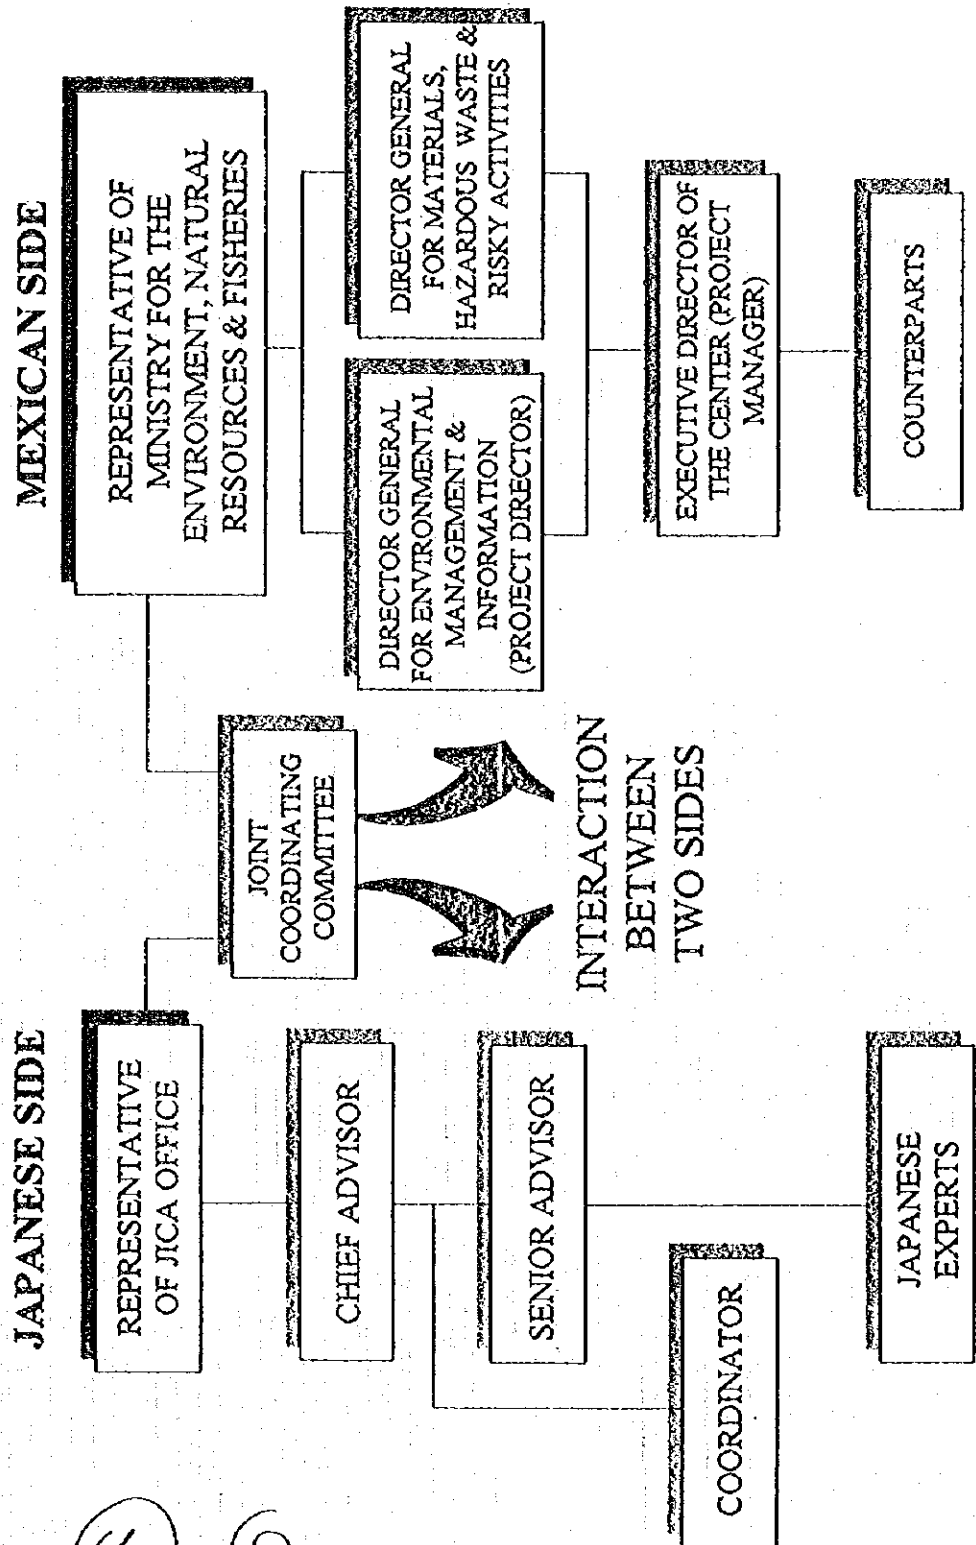 JAPANESE SIDE
REPRESENTATIVE
OF JICA OFFICE
CHIEF ADVISOR
SENIOR ADVISOR
COORDINATOR
JAPANESE
EXPERTS
JOINT
COORDINATING
COMMITTEE
INTERACTION
BETWEEN
TWO SIDES
MEXICAN SIDE
REPRESENTATIVE OF
MINISTRY FOR THE
ENVIRONMENT, NATURAL
RESOURCES & FISHERIES
DIRECTOR GENERAL
FOR ENVIRONMENTAL
MANAGEMENT &
INFORMATION
(PROJECT DIRECTOR)
DIRECTOR GENERAL
FOR MATERIALS,
HAZARDOUS WASTE &
RISKY ACTIVITIES
EXECUTIVE DIRECTOR OF
THE CENTER (PROJECT
MANAGER)
COUNTERPARTS